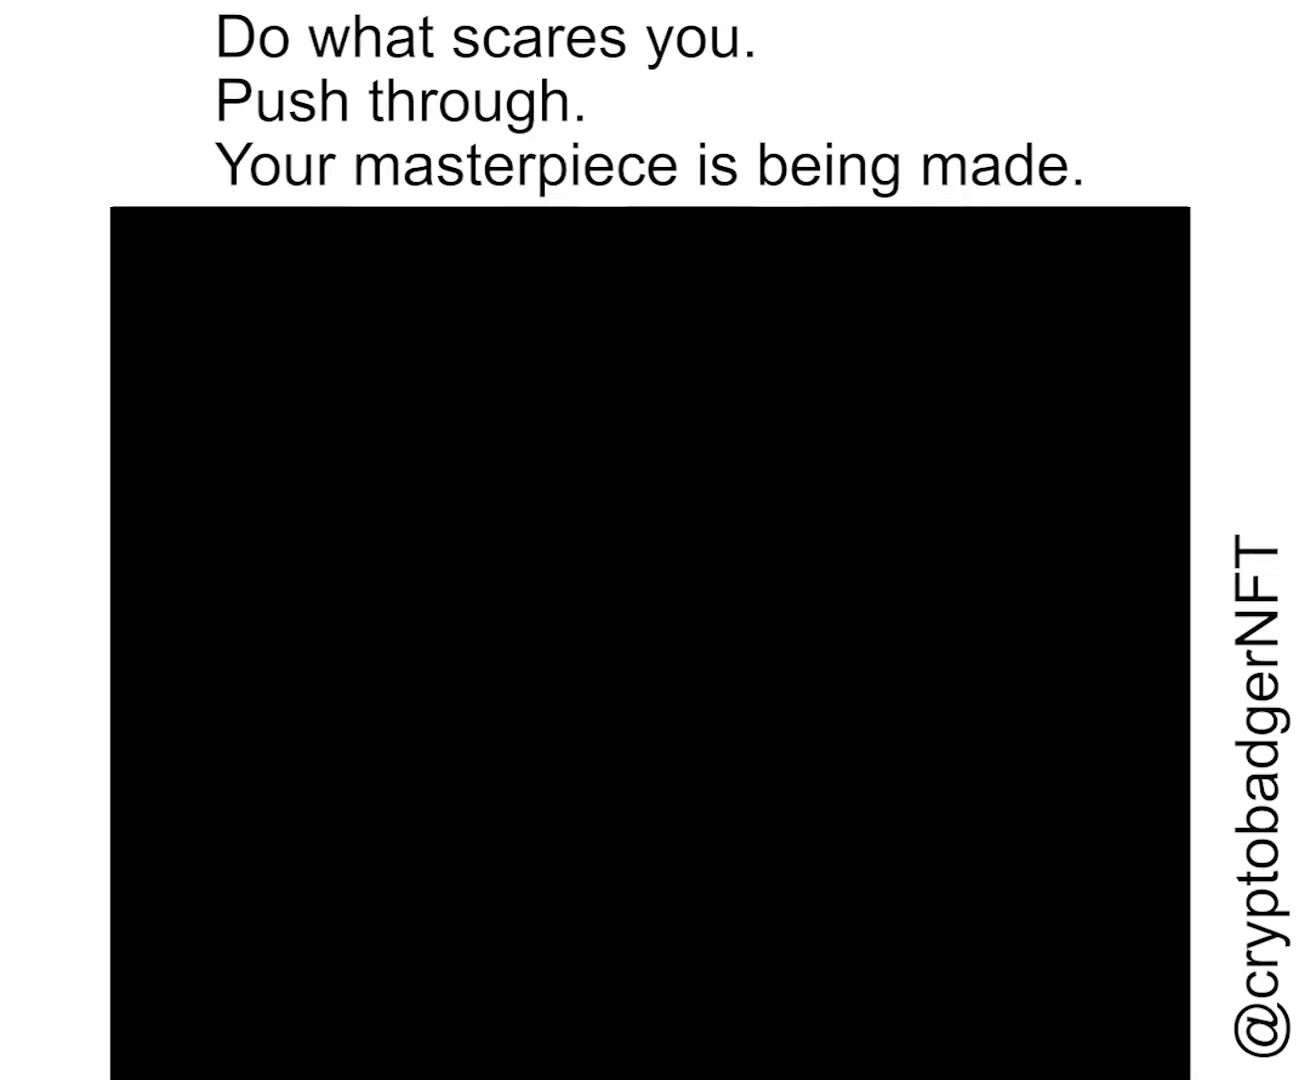 Do what scares you.
Push through.
Your masterpiece is being made.
@cryptobadgerNFT